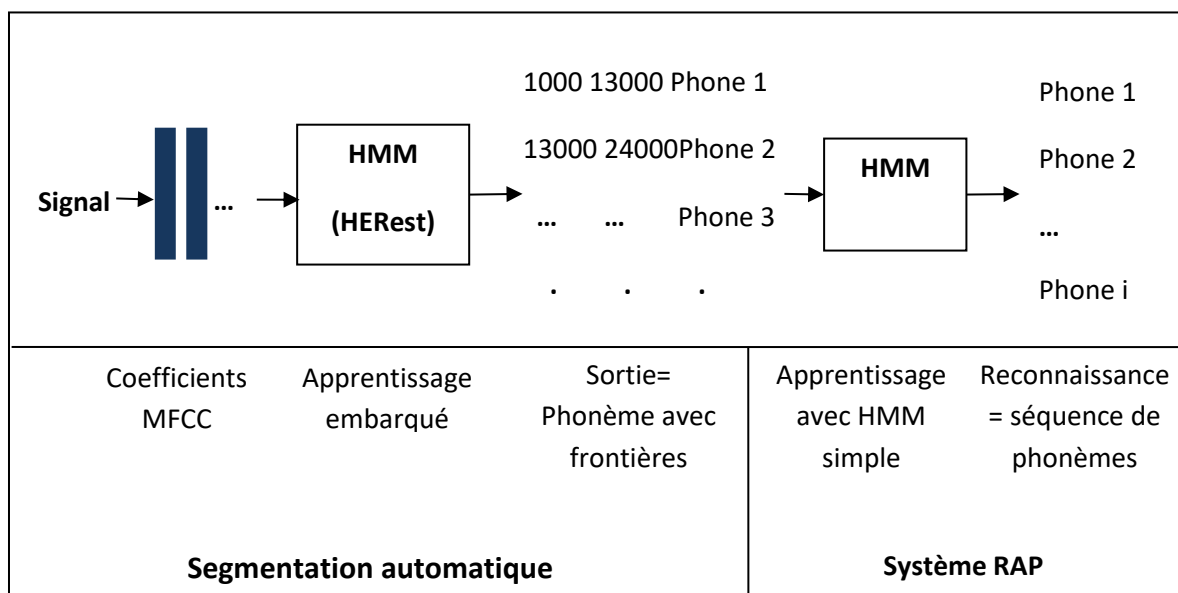 1000 13000 Phone 1
13000 24000Phone 2
... ... Phone 3
. . .
Signal
...
HMM
(HERest)
HMM
Phone 1
Phone 2
...
Phone i
Coefficients
MFCC
Apprentissage
embarqué
Sortie=
Phonème avec
frontières
Apprentissage
avec HMM
simple
Reconnaissance
= séquence de
phonèmes
Segmentation automatique
Système RAP